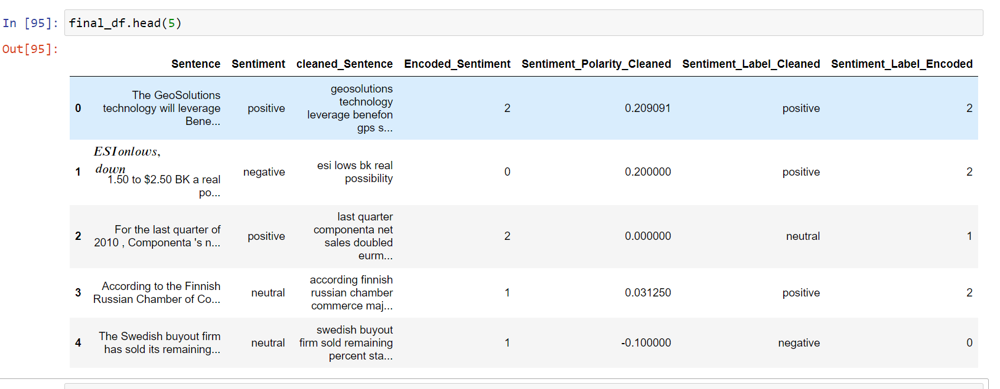 In [95]: final_df.head(5)
Out[95]:
Sentence Sentiment cleaned_Sentence Encoded_Sentiment Sentiment_Polarity_Cleaned Sentiment_Label_Cleaned Sentiment_Label_Encoded
0 The GeoSolutions technology will leverage Bene... positive geosolutions technology leverage benefon gps s... 2 0.209091 positive 2
1 ESIonlows, down 1.50 to $2.50 BK a real po... negative esi lows bk real possibility 0 0.200000 positive 2
2 For the last quarter of 2010 , Componenta 's n... positive last quarter componenta net sales doubled eurm... 2 0.000000 neutral 1
3 According to the Finnish Russian Chamber of Co... neutral according finnish russian chamber commerce maj... 1 0.031250 positive 2
4 The Swedish buyout firm has sold its remaining... neutral swedish buyout firm sold remaining percent sta... 1 -0.100000 negative 0